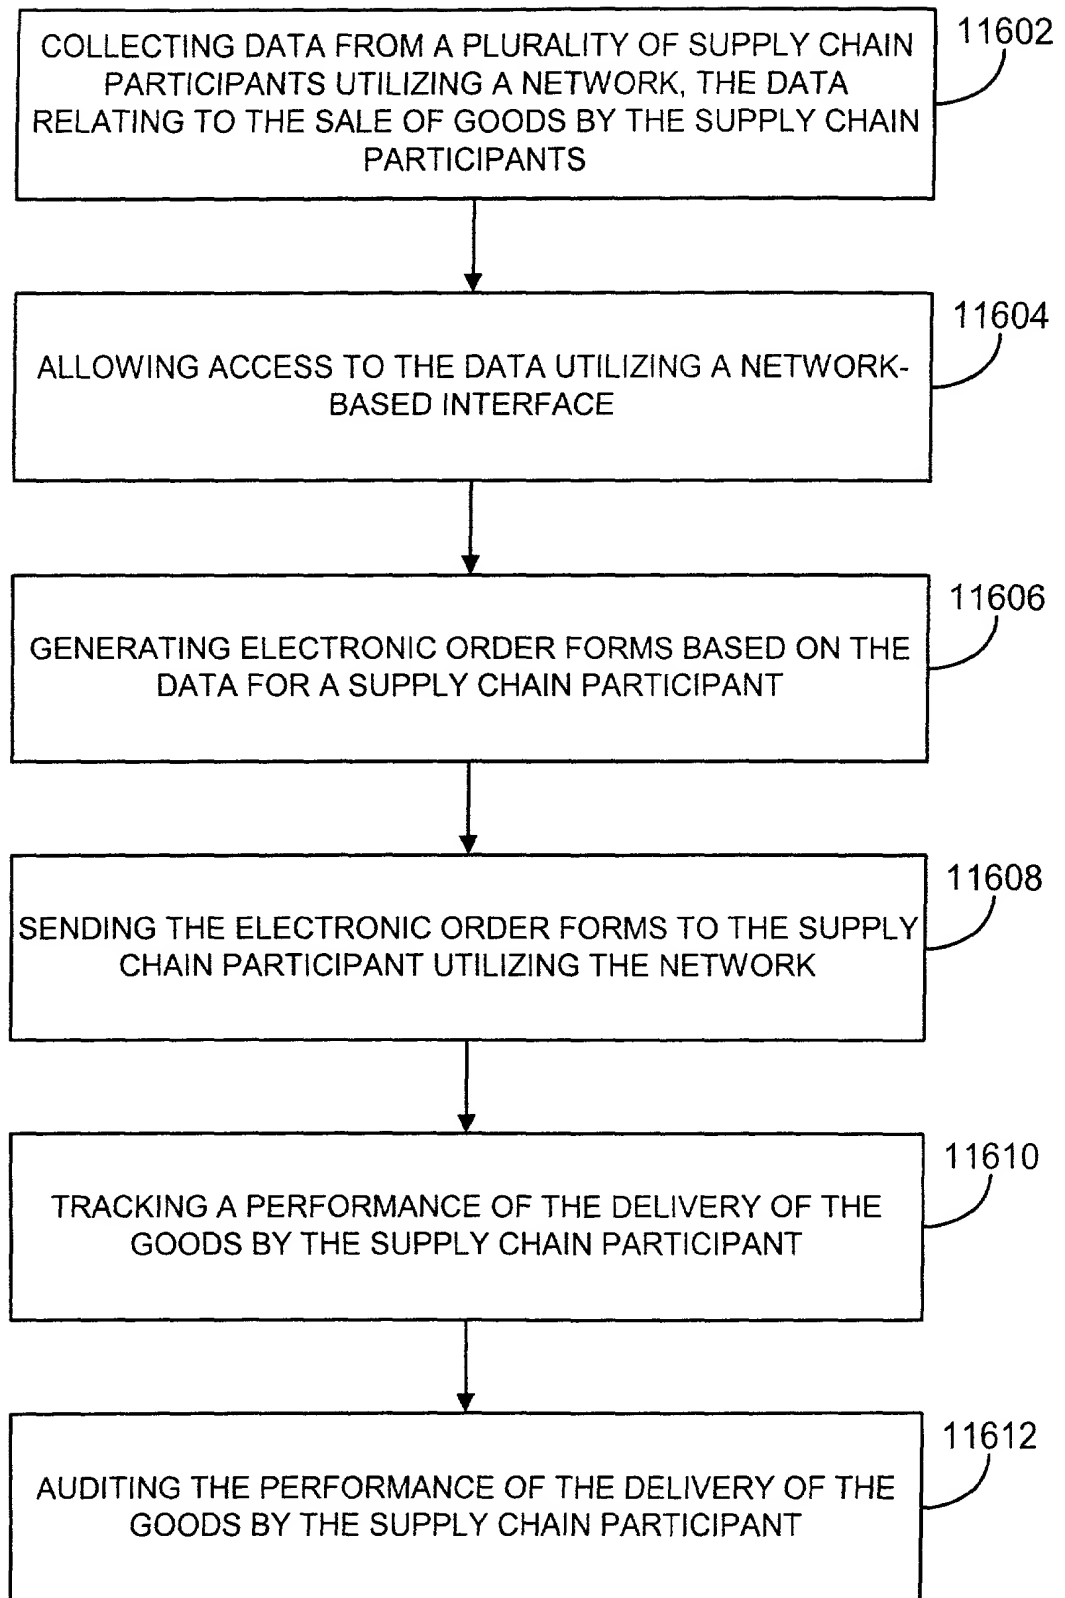 11602
COLLECTING DATA FROM A PLURALITY OF SUPPLY CHAIN
PARTICIPANTS UTILIZING A NETWORK, THE DATA
RELATING TO THE SALE OF GOODS BY THE SUPPLY CHAIN
PARTICIPANTS
11604
ALLOWING ACCESS TO THE DATA UTILIZING A NETWORK-
BASED INTERFACE
11606
GENERATING ELECTRONIC ORDER FORMS BASED ON THE
DATA FOR A SUPPLY CHAIN PARTICIPANT
11608
SENDING THE ELECTRONIC ORDER FORMS TO THE SUPPLY
CHAIN PARTICIPANT UTILIZING THE NETWORK
11610
TRACKING A PERFORMANCE OF THE DELIVERY OF THE
GOODS BY THE SUPPLY CHAIN PARTICIPANT
11612
AUDITING THE PERFORMANCE OF THE DELIVERY OF THE
GOODS BY THE SUPPLY CHAIN PARTICIPANT